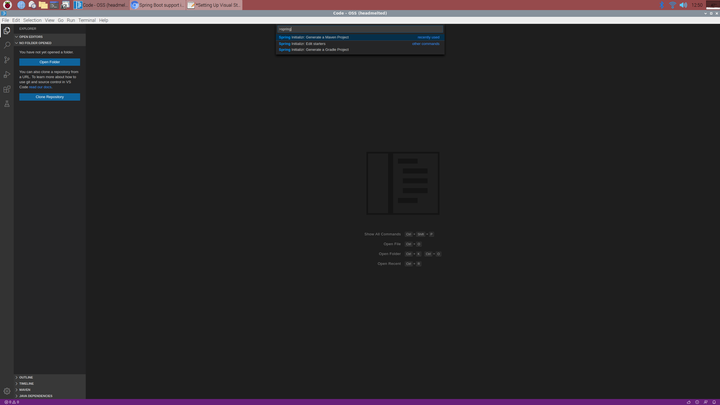 Code - OSS (headmel...
Spring Boot support i...
*Setting Up Visual St...
12:55
Code - OSS (headmelted)
File Edit Selection View Go Run Terminal Help
EXPLORER
OPEN EDITORS
NO FOLDER OPENED
You have not yet opened a folder.
Open Folder
You can also clone a repository from
a URL. To learn more about how to
use git and source control in VS
Code read our docs.
Clone Repository
>spring
Spring Initializr: Generate a Maven Project recently used
Spring Initializr: Edit starters other commands
Spring Initializr: Generate a Gradle Project
Show All Commands Ctrl + Shift + P
Open File Ctrl + O
Open Folder Ctrl + K Ctrl + O
Open Recent Ctrl + R
OUTLINE
TIMELINE
MAVEN
JAVA DEPENDENCIES
0 0